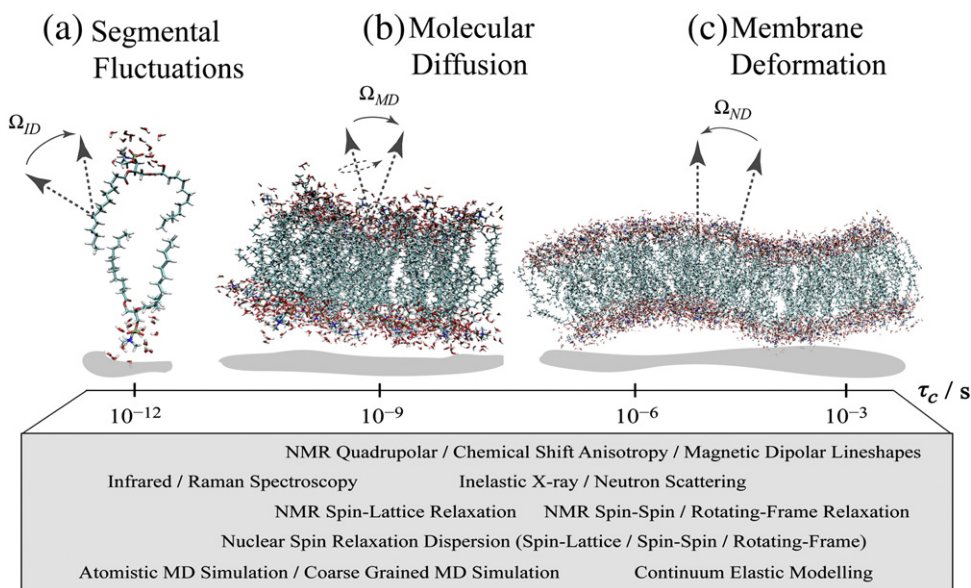 (a) Segmental
Fluctuations
(b) Molecular
Diffusion
(c) Membrane
Deformation
Ω_ID
Ω_MD
Ω_ND
10⁻¹² 10⁻⁹ 10⁻⁶ 10⁻³ τ_c / s
NMR Quadrupolar / Chemical Shift Anisotropy / Magnetic Dipolar Lineshapes
Infrared / Raman Spectroscopy Inelastic X-ray / Neutron Scattering
NMR Spin-Lattice Relaxation NMR Spin-Spin / Rotating-Frame Relaxation
Nuclear Spin Relaxation Dispersion (Spin-Lattice / Spin-Spin / Rotating-Frame)
Atomistic MD Simulation / Coarse Grained MD Simulation Continuum Elastic Modelling